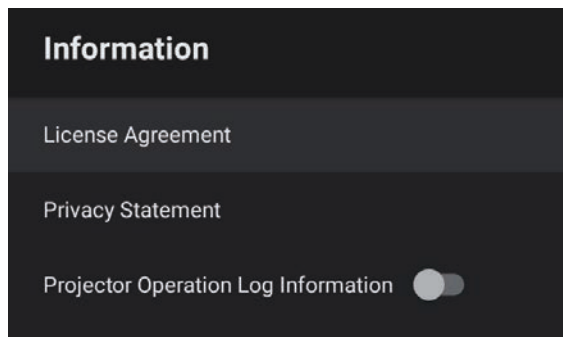 Information
License Agreement
Privacy Statement
Projector Operation Log Information